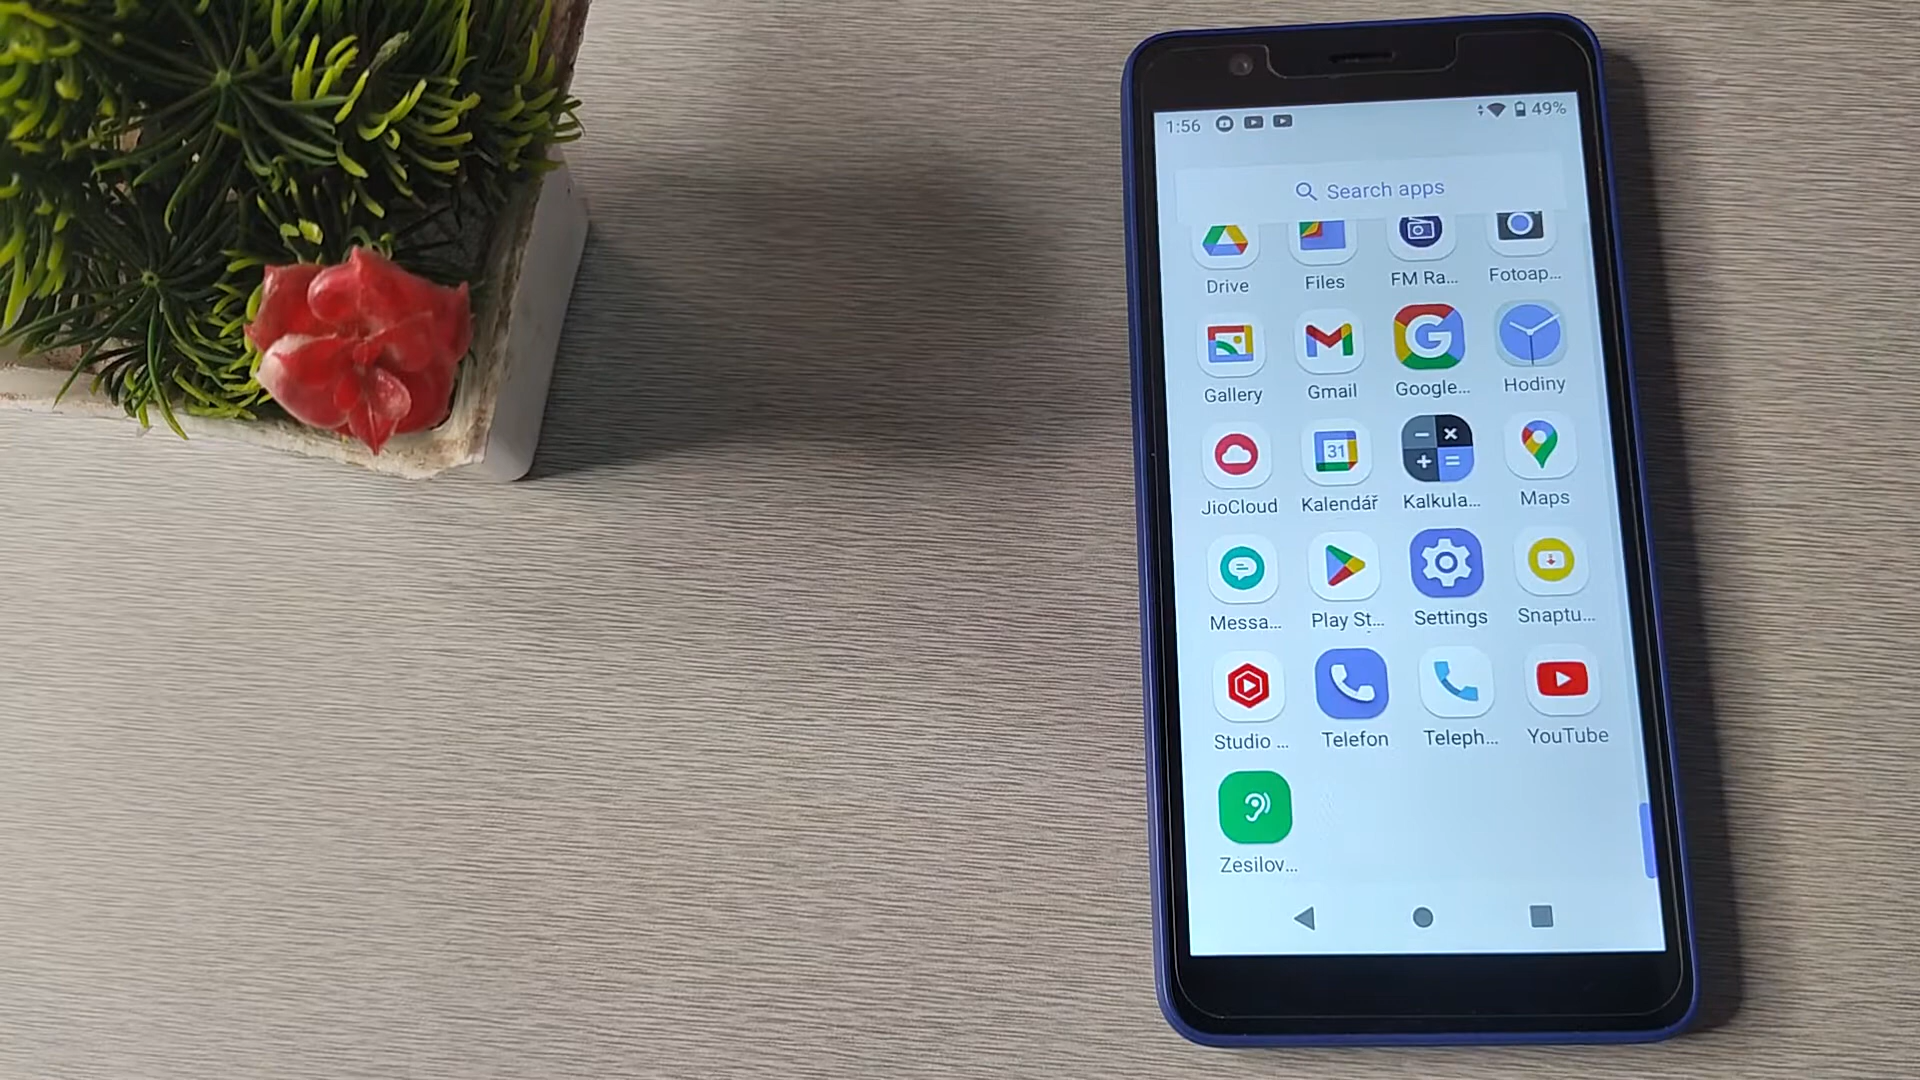 1:56 49%
Search apps
Drive Files FM Ra... Fotoap...
Gallery Gmail Google... Hodiny
JioCloud Kalendář Kalkula... Maps
31
Messa... Play St... Settings Snaptu...
Studio ... Telefon Teleph... YouTube
Zesilov...